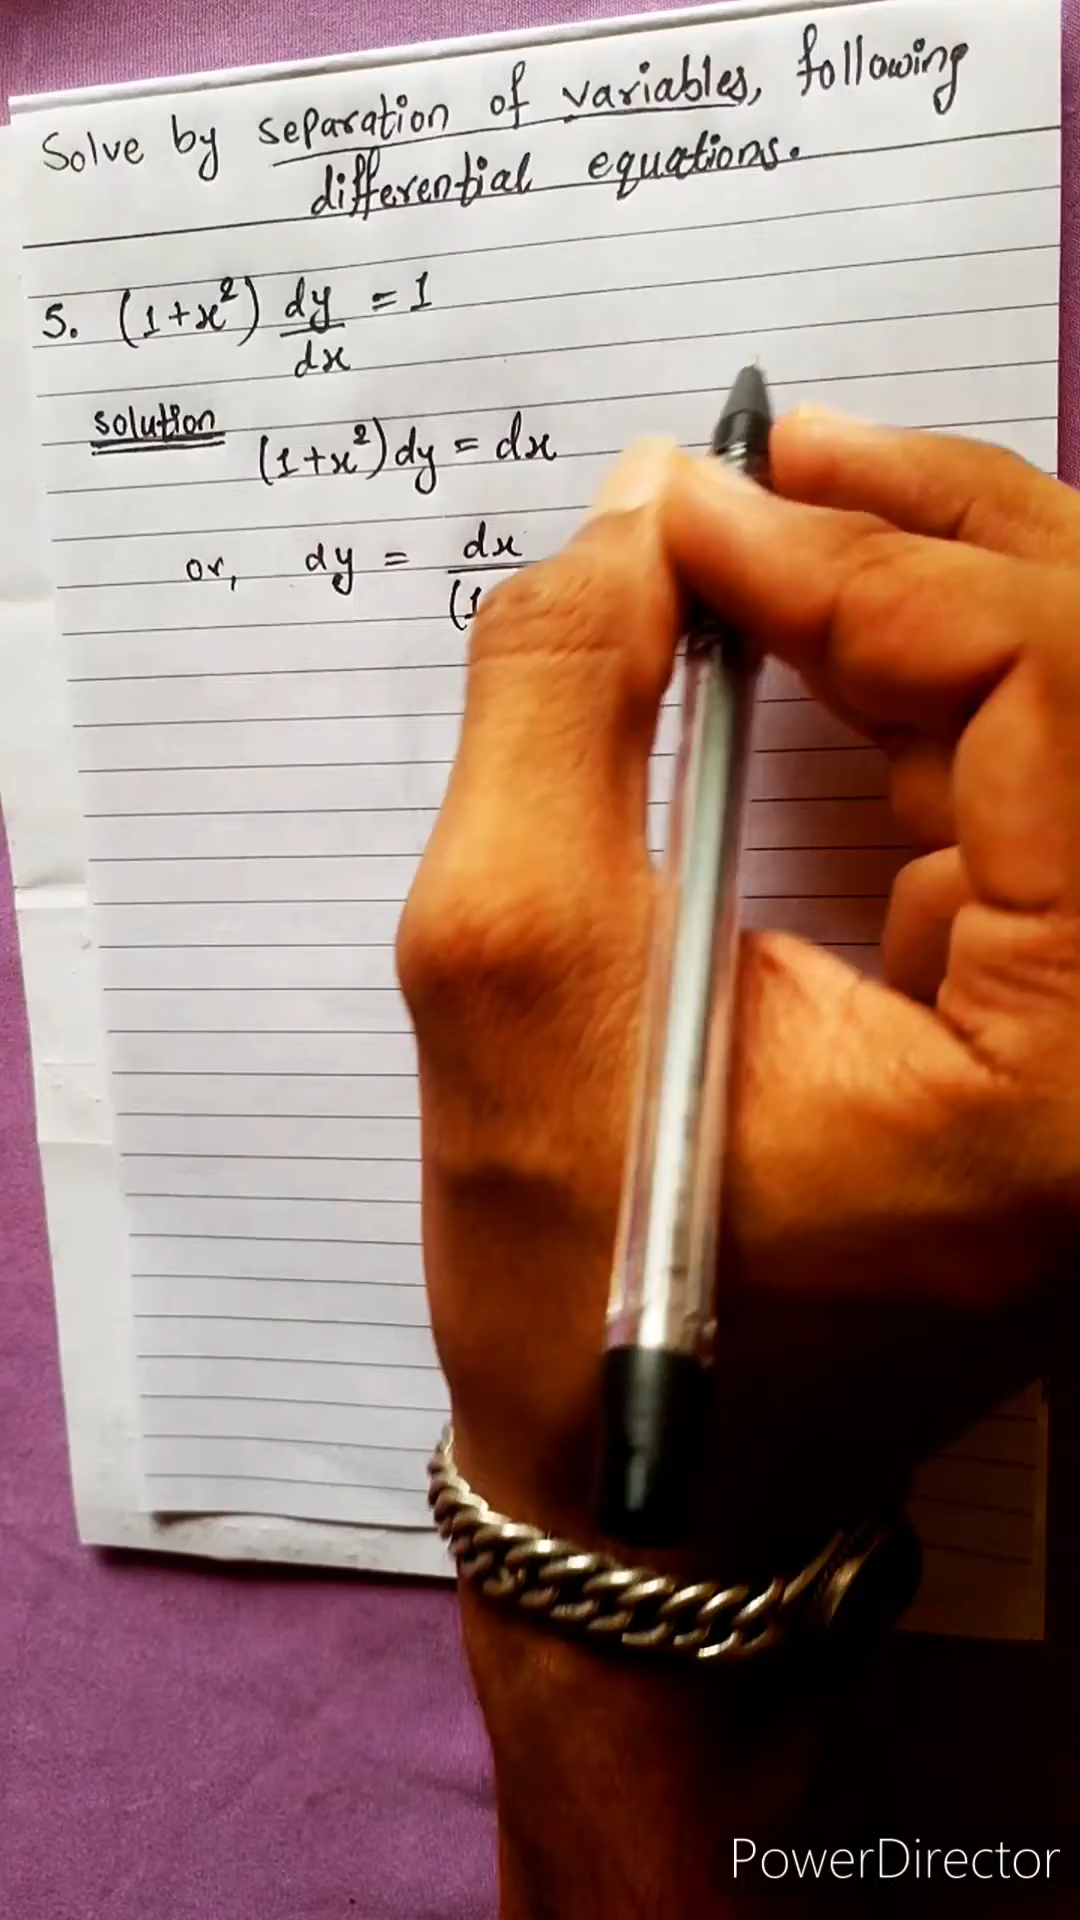 Solve by separation of variables, following
differential equations.
5. (1+x²) dy/dx = 1
solution
(1+x²)dy = dx
or, dy = dx/(1
PowerDirector